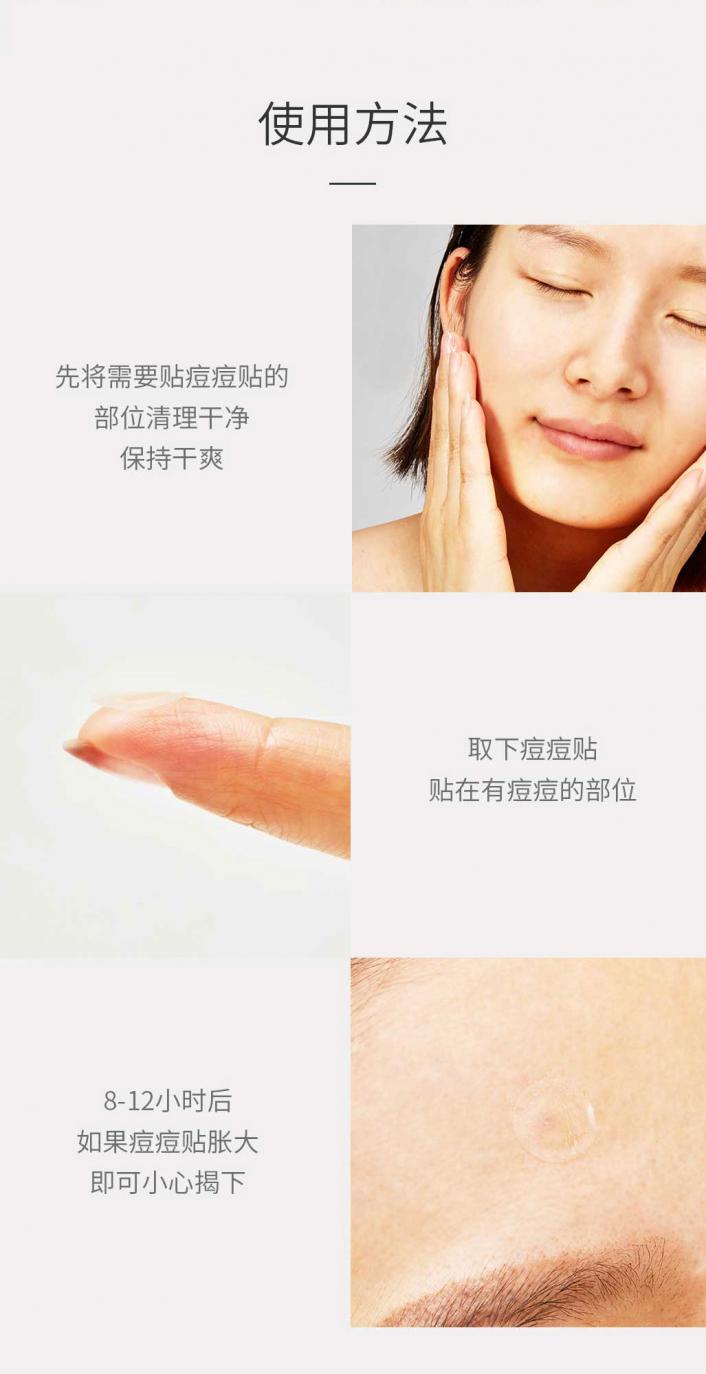 使用方法
先将需要贴痘痘贴的
部位清理干净
保持干爽
取下痘痘贴
贴在有痘痘的部位
8-12小时后
如果痘痘贴胀大
即可小心揭下